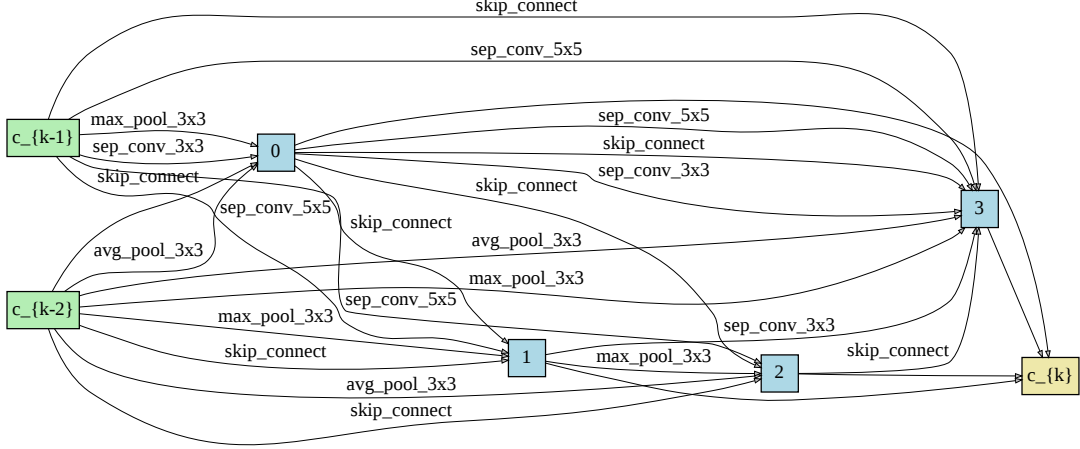 skip_connect
sep_conv_5x5
max_pool_3x3
sep_conv_5x5
c_{k-1}
sep_conv_3x3
0
skip_connect
skip_connect
skip_connect
sep_conv_3x3
sep_conv_5x5
skip_connect
3
avg_pool_3x3
avg_pool_3x3
max_pool_3x3
c_{k-2}
max_pool_3x3
sep_conv_5x5
sep_conv_3x3
skip_connect
1
max_pool_3x3
skip_connect
2
c_{k}
avg_pool_3x3
skip_connect